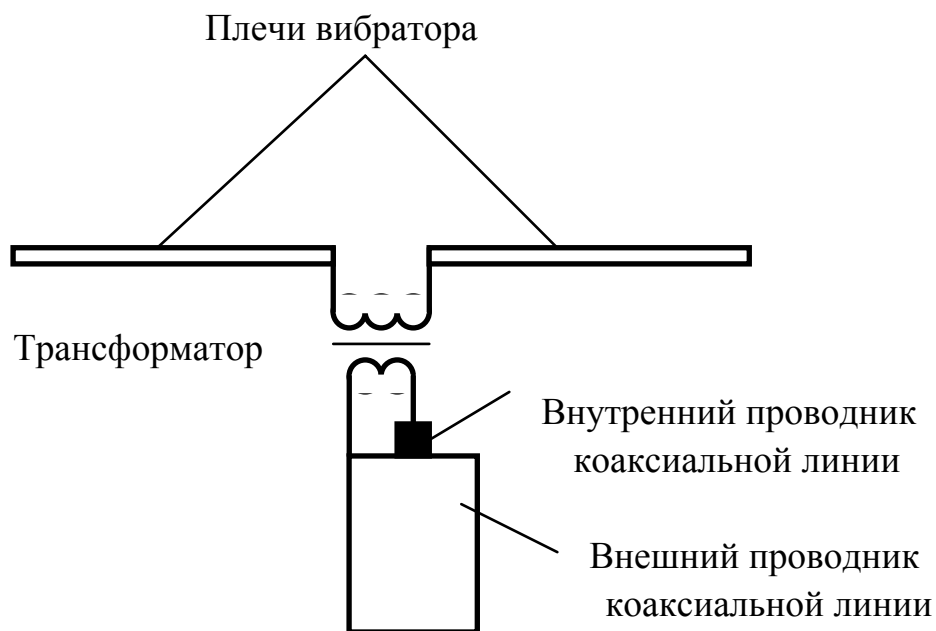 Плечи вибратора
Трансформатор
Внутренний проводник
коаксиальной линии
Внешний проводник
коаксиальной линии